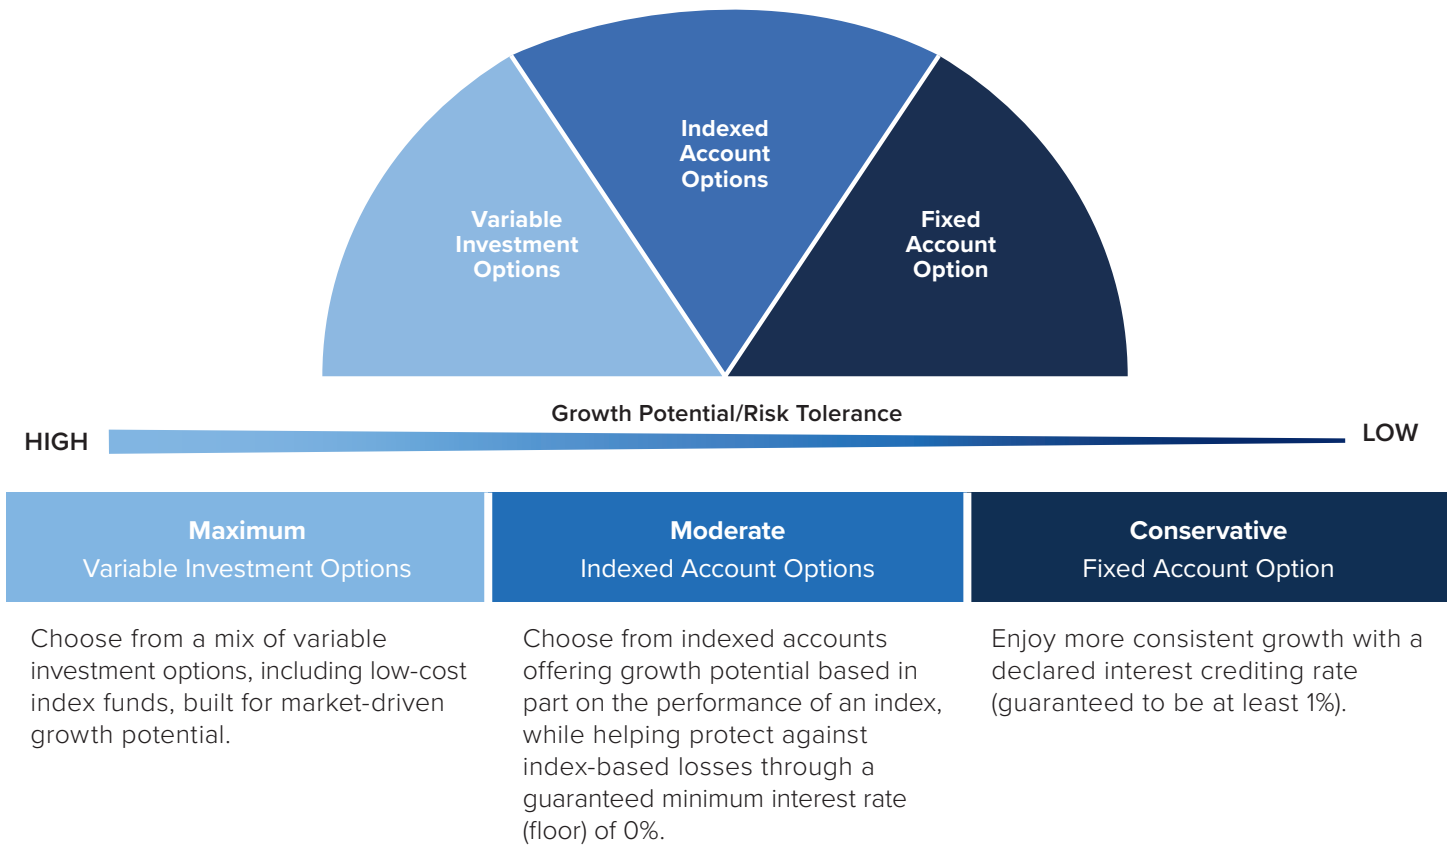 Indexed
Account
Options
Variable
Investment
Options
Fixed
Account
Option
Growth Potential/Risk Tolerance
HIGH
LOW
Maximum
Variable Investment Options
Choose from a mix of variable
investment options, including low-cost
index funds, built for market-driven
growth potential.
Moderate
Indexed Account Options
Choose from indexed accounts
offering growth potential based in
part on the performance of an index,
while helping protect against
index-based losses through a
guaranteed minimum interest rate
(floor) of 0%.
Conservative
Fixed Account Option
Enjoy more consistent growth with a
declared interest crediting rate
(guaranteed to be at least 1%).